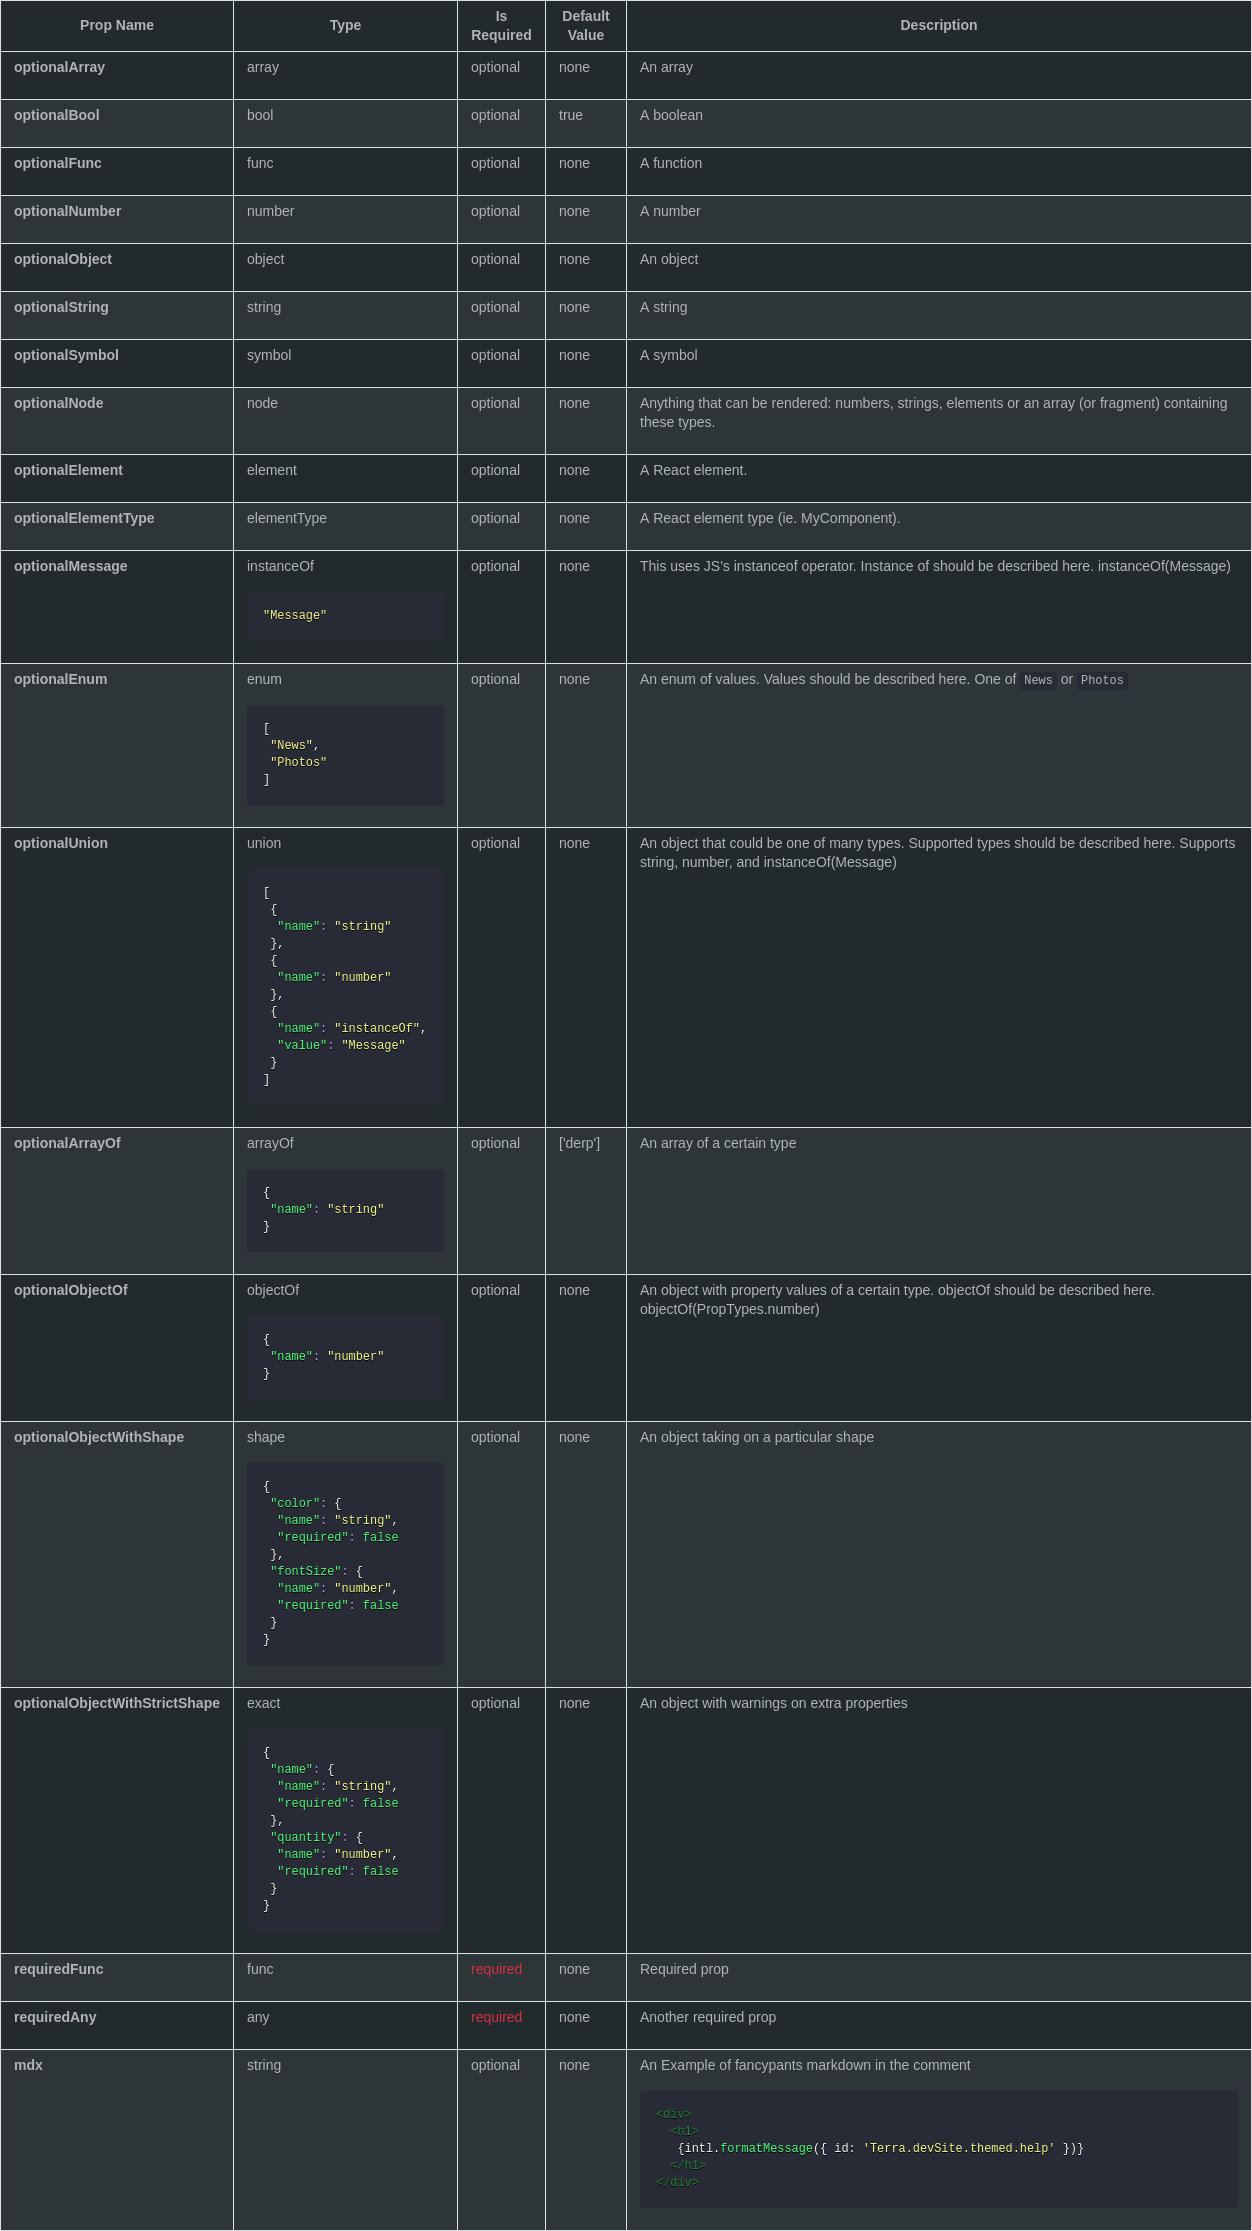 Prop Name Type Is Required Default Value Description
optionalArray array optional none An array
optionalBool bool optional true A boolean
optionalFunc func optional none A function
optionalNumber number optional none A number
optionalObject object optional none An object
optionalString string optional none A string
optionalSymbol symbol optional none A symbol
optionalNode node optional none Anything that can be rendered: numbers, strings, elements or an array (or fragment) containing
these types.
optionalElement element optional none A React element.
optionalElementType elementType optional none A React element type (ie. MyComponent).
optionalMessage instanceOf optional none This uses JS's instanceof operator. Instance of should be described here. instanceOf(Message)
"Message"
optionalEnum enum optional none An enum of values. Values should be described here. One of News or Photos
[
"News",
"Photos"
]
optionalUnion union optional none An object that could be one of many types. Supported types should be described here. Supports
string, number, and instanceOf(Message)
[
{
"name": "string"
},
{
"name": "number"
},
{
"name": "instanceOf",
"value": "Message"
}
]
optionalArrayOf arrayOf optional ['derp'] An array of a certain type
{
"name": "string"
}
optionalObjectOf objectOf optional none An object with property values of a certain type. objectOf should be described here.
objectOf(PropTypes.number)
{
"name": "number"
}
optionalObjectWithShape shape optional none An object taking on a particular shape
{
"color": {
"name": "string",
"required": false
},
"fontSize": {
"name": "number",
"required": false
}
}
optionalObjectWithStrictShape exact optional none An object with warnings on extra properties
{
"name": {
"name": "string",
"required": false
},
"quantity": {
"name": "number",
"required": false
}
}
requiredFunc func required none Required prop
requiredAny any required none Another required prop
mdx string optional none An Example of fancypants markdown in the comment
<div>
<h1>
{intl.formatMessage({ id: 'Terra.devSite.themed.help' })}
</h1>
</div>